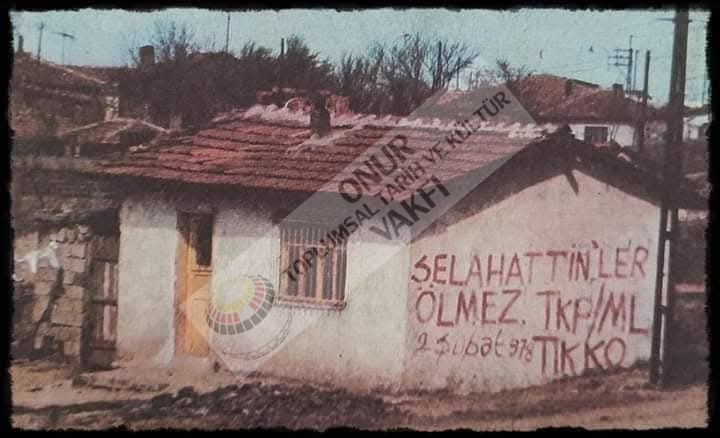 ONUR
TOPLUMSAL TARİH VE KÜLTÜR
VAKFI
SELAHATTİN'LER
ÖLMEZ. TKP/ML
2 Şubat 978 TİKKO